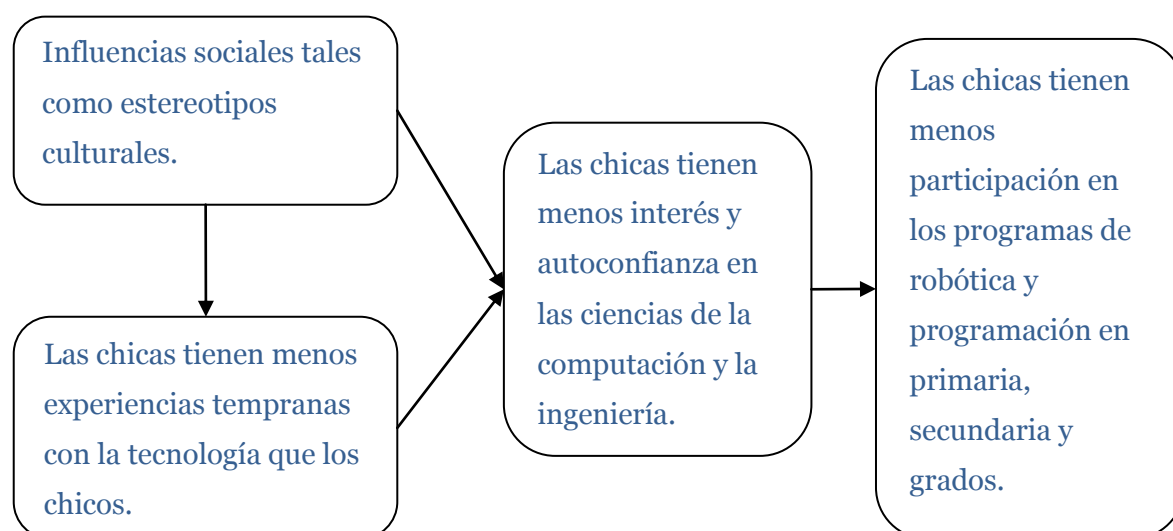 Influencias sociales tales
como estereotipos
culturales.
Las chicas tienen menos
experiencias tempranas
con la tecnología que los
chicos.
Las chicas tienen
menos interés y
autoconfianza en
las ciencias de la
computación y la
ingeniería.
Las chicas tienen
menos
participación en
los programas de
robótica y
programación en
primaria,
secundaria y
grados.